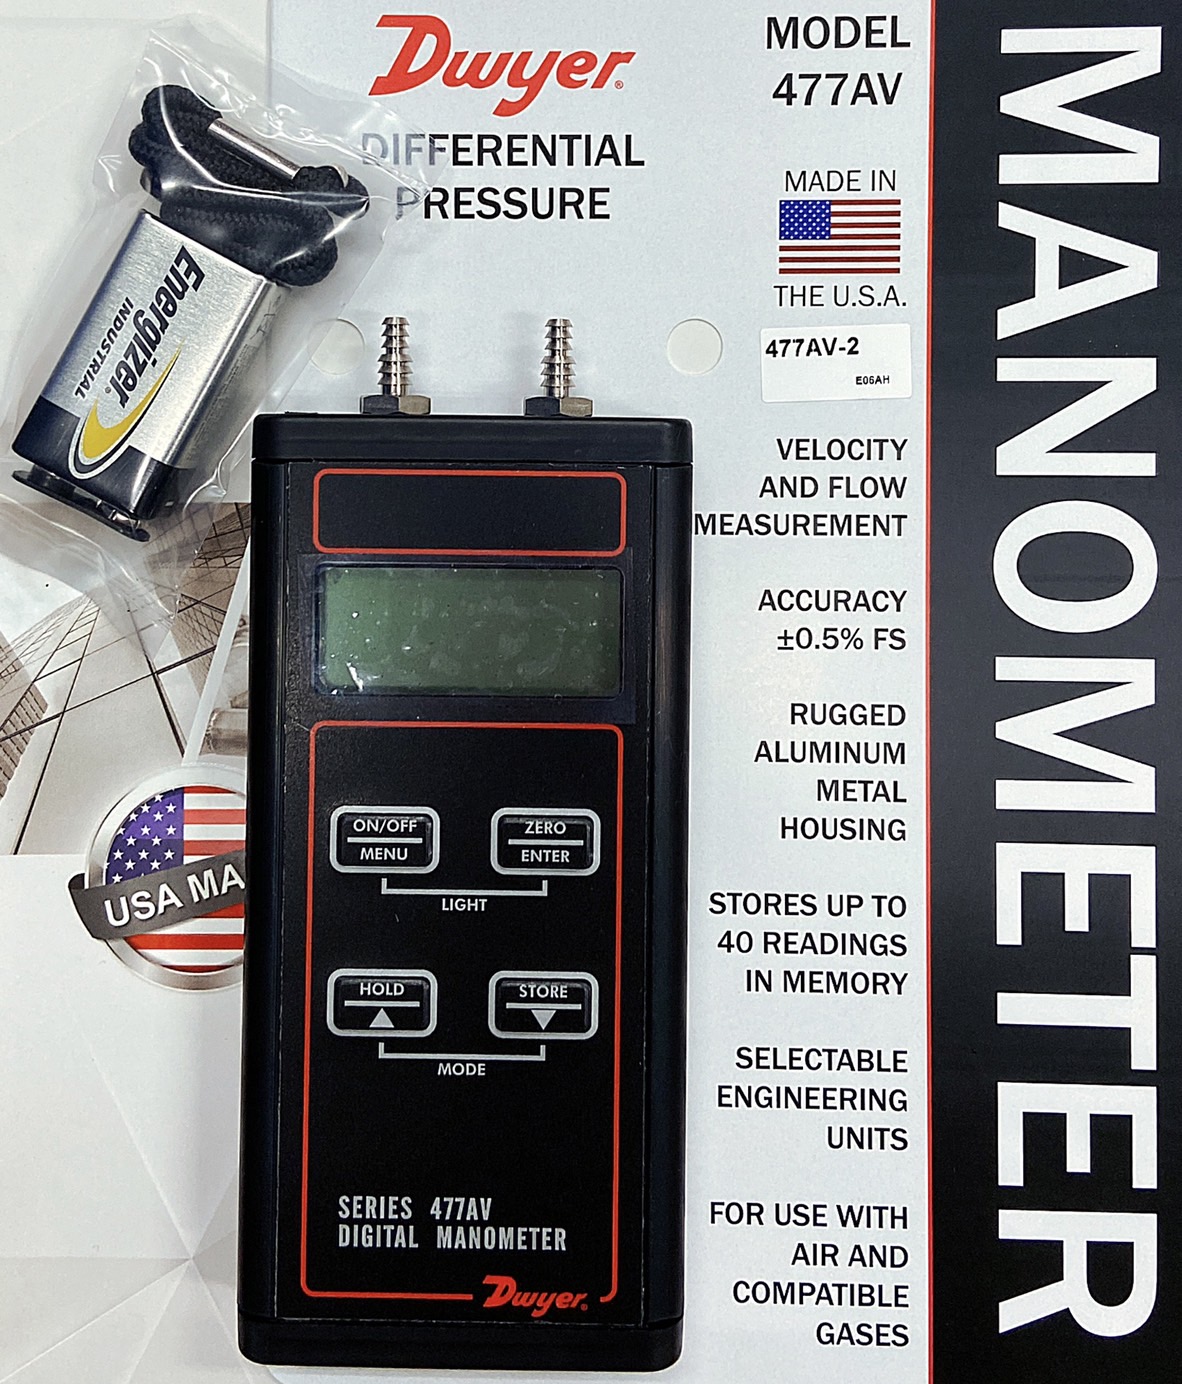 Dwyer®
DIFFERENTIAL
PRESSURE
MODEL
477AV
MADE IN
THE U.S.A.
477AV-2
E06AH
VELOCITY
AND FLOW
MEASUREMENT
ACCURACY
±0.5% FS
RUGGED
ALUMINUM
METAL
HOUSING
STORES UP TO
40 READINGS
IN MEMORY
SELECTABLE
ENGINEERING
UNITS
FOR USE WITH
AIR AND
COMPATIBLE
GASES
MANOMETER
Energizer®
INDUSTRIAL
USA MA
ON/OFF
MENU
ZERO
ENTER
LIGHT
HOLD
STORE
MODE
SERIES 477AV
DIGITAL MANOMETER
Dwyer®